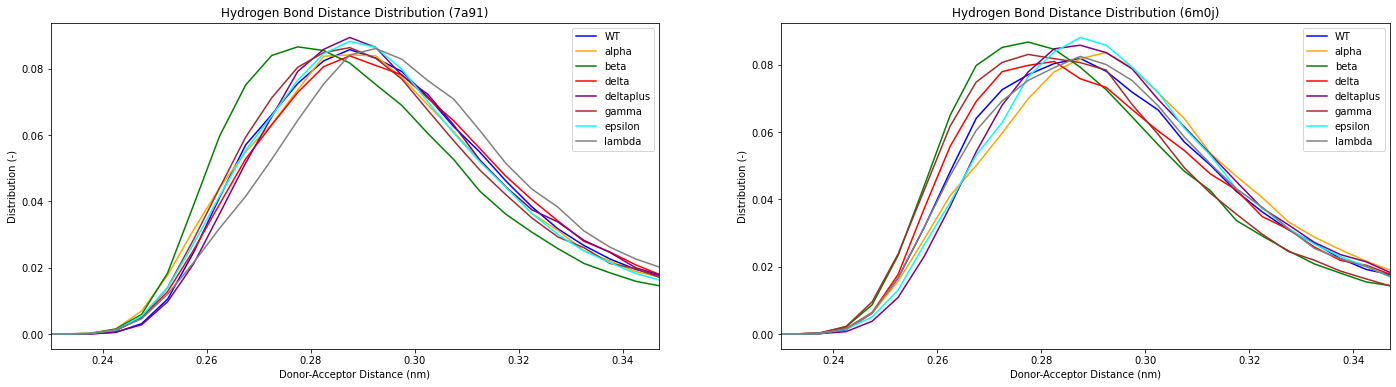 Hydrogen Bond Distance Distribution (7a91)
Distribution (-)
0.08
0.06
0.04
0.02
0.00
0.24
0.26
0.28
0.30
0.32
0.34
Donor-Acceptor Distance (nm)
WT
alpha
beta
delta
deltaplus
gamma
epsilon
lambda
Hydrogen Bond Distance Distribution (6m0j)
Distribution (-)
0.08
0.06
0.04
0.02
0.00
0.24
0.26
0.28
0.30
0.32
0.34
Donor-Acceptor Distance (nm)
WT
alpha
beta
delta
deltaplus
gamma
epsilon
lambda